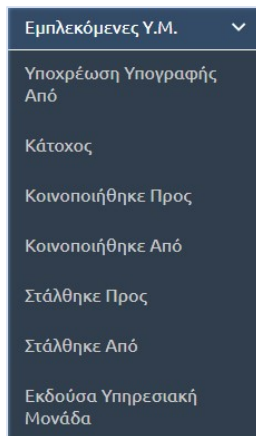 Εμπλεκόμενες Υ.Μ.
Υποχρέωση Υπογραφής
Από
Κάτοχος
Κοινοποιήθηκε Προς
Κοινοποιήθηκε Από
Στάλθηκε Προς
Στάλθηκε Από
Εκδούσα Υπηρεσιακή
Μονάδα